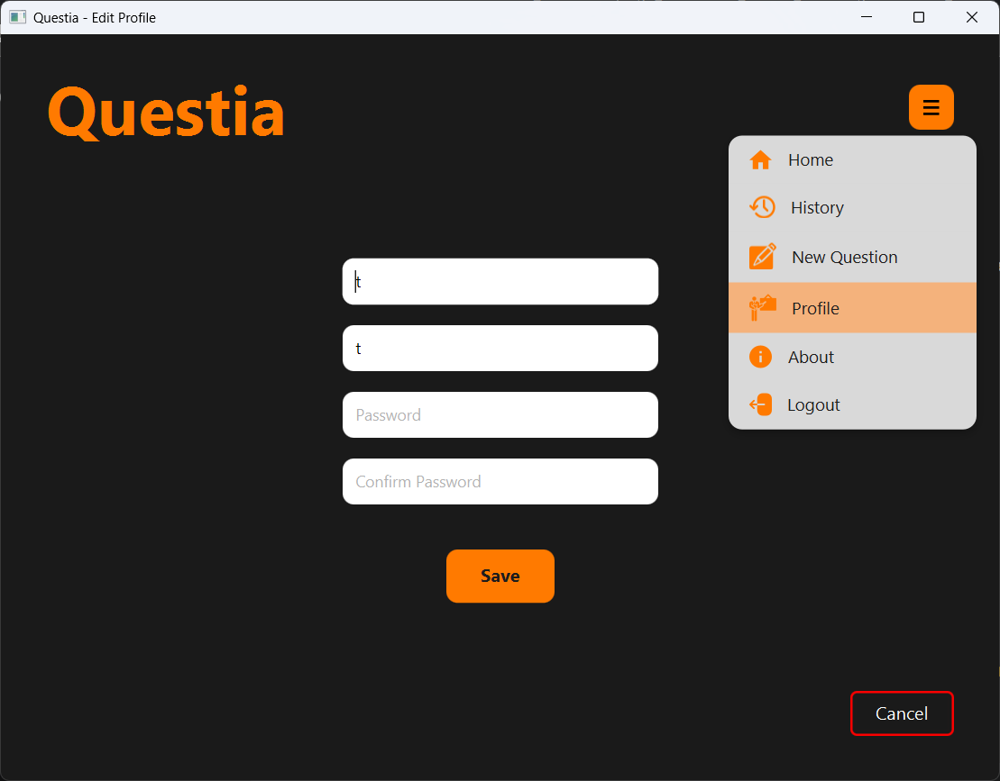 Questia - Edit Profile
Questia
Home
History
New Question
Profile
About
Logout
t
t
Password
Confirm Password
Save
Cancel